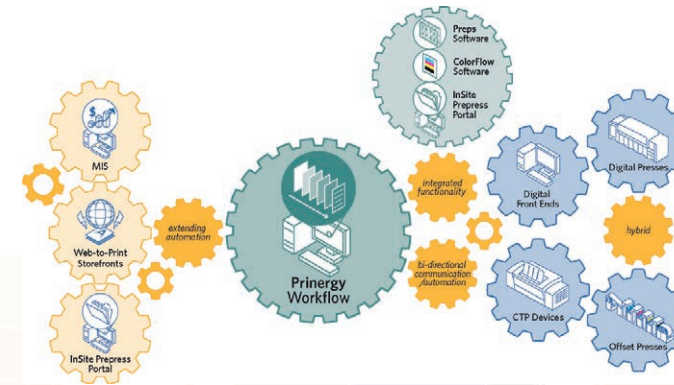 Preps
Software
ColorFlow
Software
InSite
Prepress
Portal
MIS
Web-to-Print
Storefronts
InSite Prepress
Portal
extending
automation
Prinergy
Workflow
integrated
functionality
bi-directional
communication
/automation
Digital
Front Ends
Digital Presses
hybrid
CTP Devices
Offset Presses